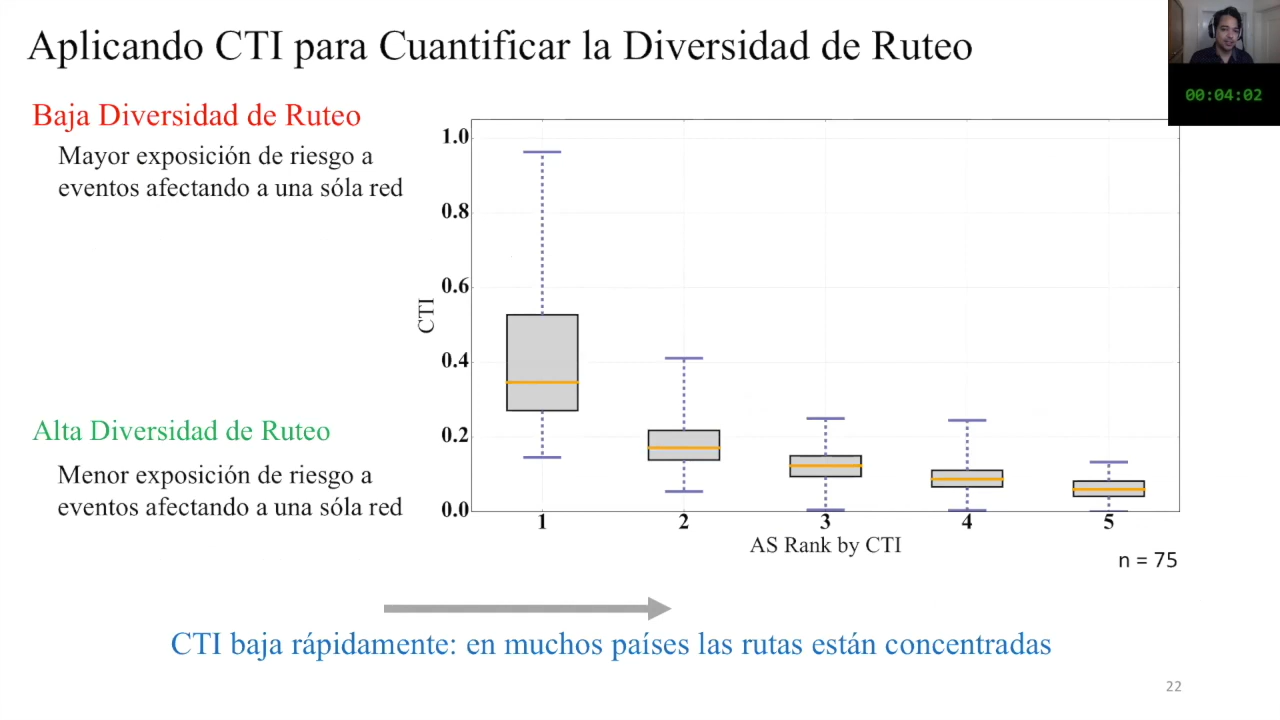 Aplicando CTI para Cuantificar la Diversidad de Ruteo
00:04:02
Baja Diversidad de Ruteo
Mayor exposición de riesgo a
eventos afectando a una sóla red
Alta Diversidad de Ruteo
Menor exposición de riesgo a
eventos afectando a una sóla red
CTI
1.0
0.8
0.6
0.4
0.2
0.0
1 2 3 4 5
AS Rank by CTI
n = 75
CTI baja rápidamente: en muchos países las rutas están concentradas
22